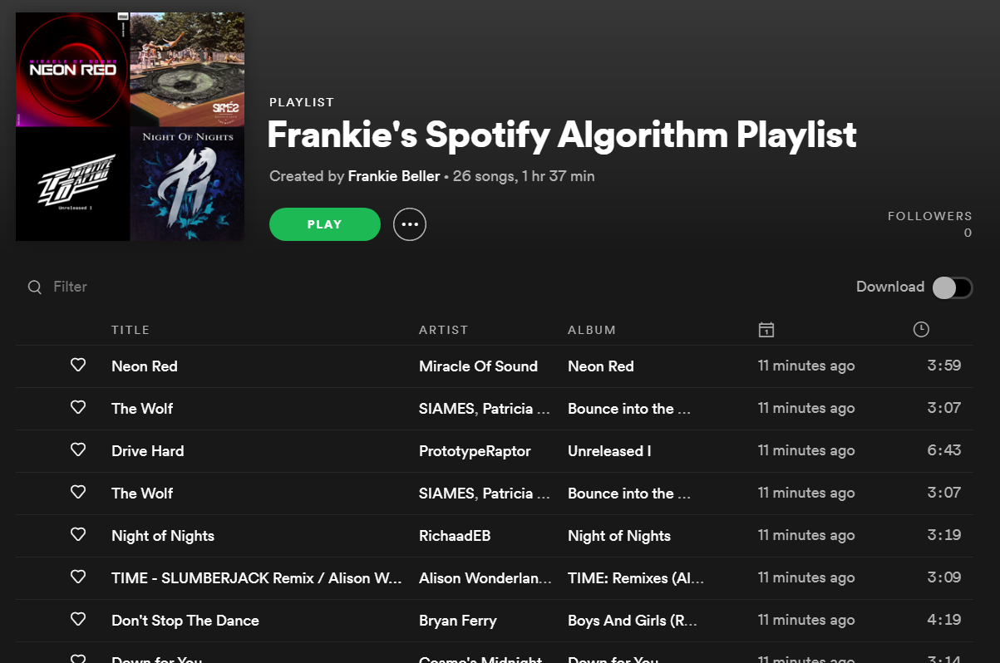 MIRACLE OF SOUND
NEON RED
SIAMÉS
NIGHT OF NIGHTS
PROTOTYPE
RAPTOR
Unreleased I
PLAYLIST
Frankie's Spotify Algorithm Playlist
Created by Frankie Beller • 26 songs, 1 hr 37 min
PLAY
FOLLOWERS
0
Filter
Download
TITLE ARTIST ALBUM 1
Neon Red Miracle Of Sound Neon Red 11 minutes ago 3:59
The Wolf SIAMES, Patricia ... Bounce into the ... 11 minutes ago 3:07
Drive Hard PrototypeRaptor Unreleased I 11 minutes ago 6:43
The Wolf SIAMES, Patricia ... Bounce into the ... 11 minutes ago 3:07
Night of Nights RichaadEB Night of Nights 11 minutes ago 3:19
TIME - SLUMBERJACK Remix / Alison W... Alison Wonderlan... TIME: Remixes (Al... 11 minutes ago 3:09
Don't Stop The Dance Bryan Ferry Boys And Girls (R... 11 minutes ago 4:19
Down for You Cosmo's Midnight Down for You 11 minutes ago 3:14